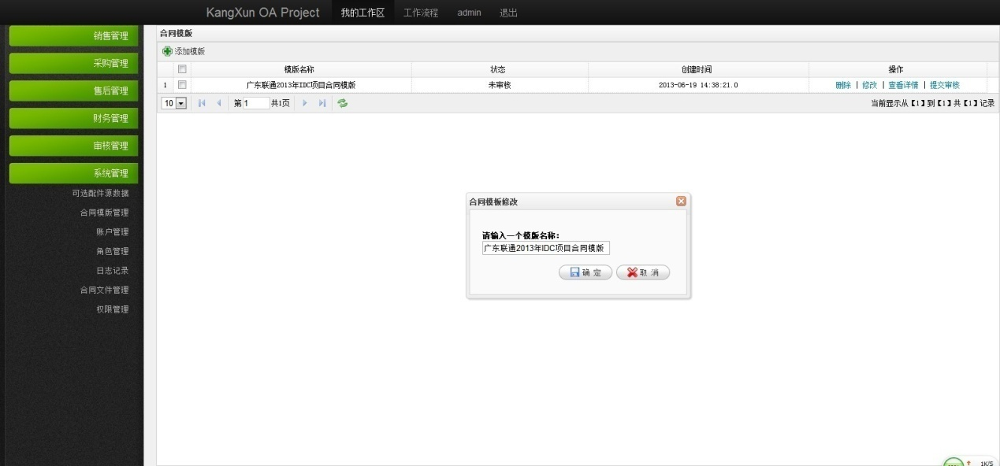 KangXun OA Project 我的工作区 工作流程 admin 退出
销售管理
采购管理
售后管理
财务管理
审核管理
系统管理
可选配件源数据
合同模版管理
账户管理
角色管理
日志记录
合同文件管理
权限管理
合同模版
添加模版
模版名称 状态 创建时间 操作
1 广东联通2013年IDC项目合同模版 未审核 2013-06-19 14:38:21.0 删除 | 修改 | 查看详情 | 提交审核
10 第 1 共1页 当前显示从【1】到【1】共【1】记录
合同模板修改
请输入一个模版名称：
广东联通2013年IDC项目合同模版
确 定 取 消
1K/S